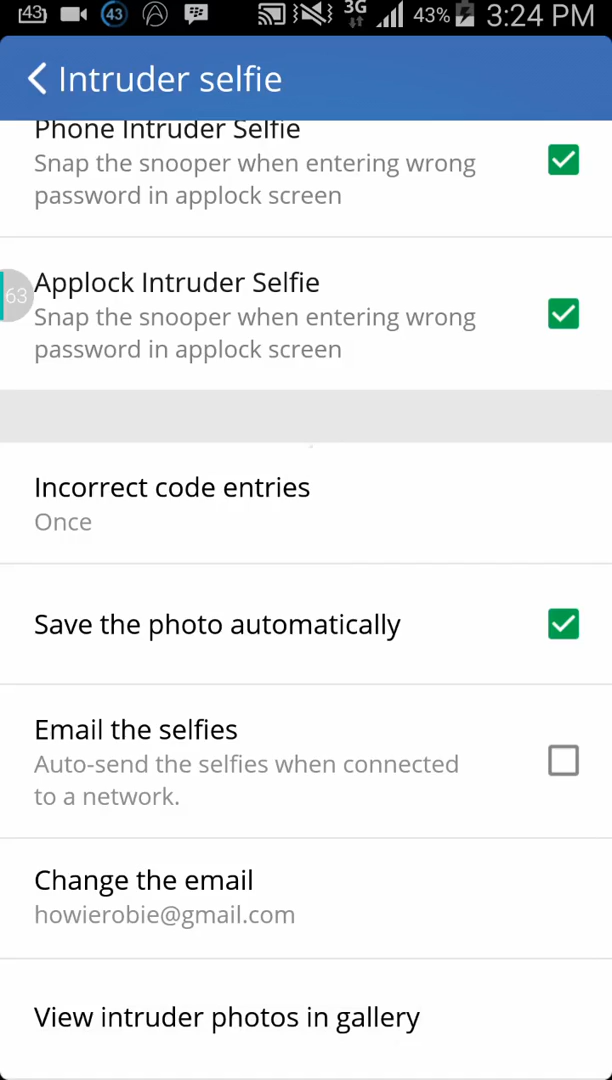 43 43 3G 43% 3:24 PM
Intruder selfie
Phone Intruder Selfie
Snap the snooper when entering wrong
password in applock screen
63
Applock Intruder Selfie
Snap the snooper when entering wrong
password in applock screen
Incorrect code entries
Once
Save the photo automatically
Email the selfies
Auto-send the selfies when connected
to a network.
Change the email
howierobie@gmail.com
View intruder photos in gallery